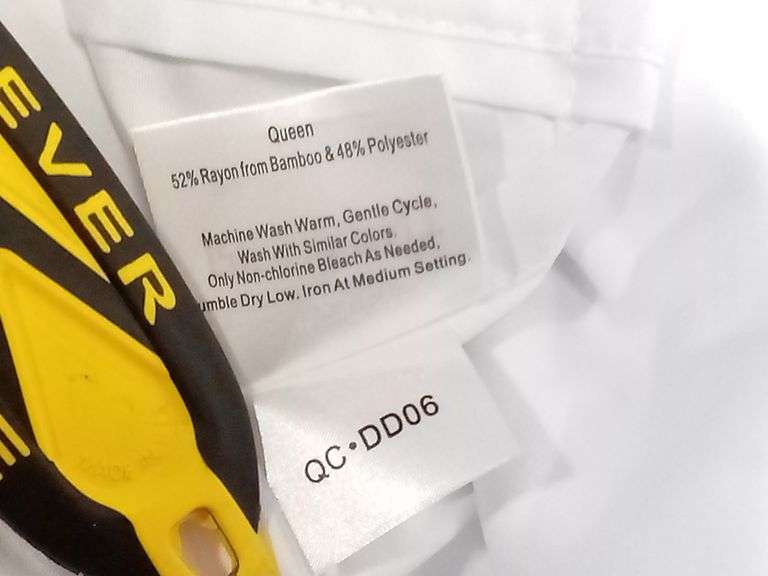 EVER
Queen
52% Rayon from Bamboo & 48% Polyester
Machine Wash Warm, Gentle Cycle,
Wash With Similar Colors.
Only Non-chlorine Bleach As Needed,
umble Dry Low. Iron At Medium Setting.
QC•DD06